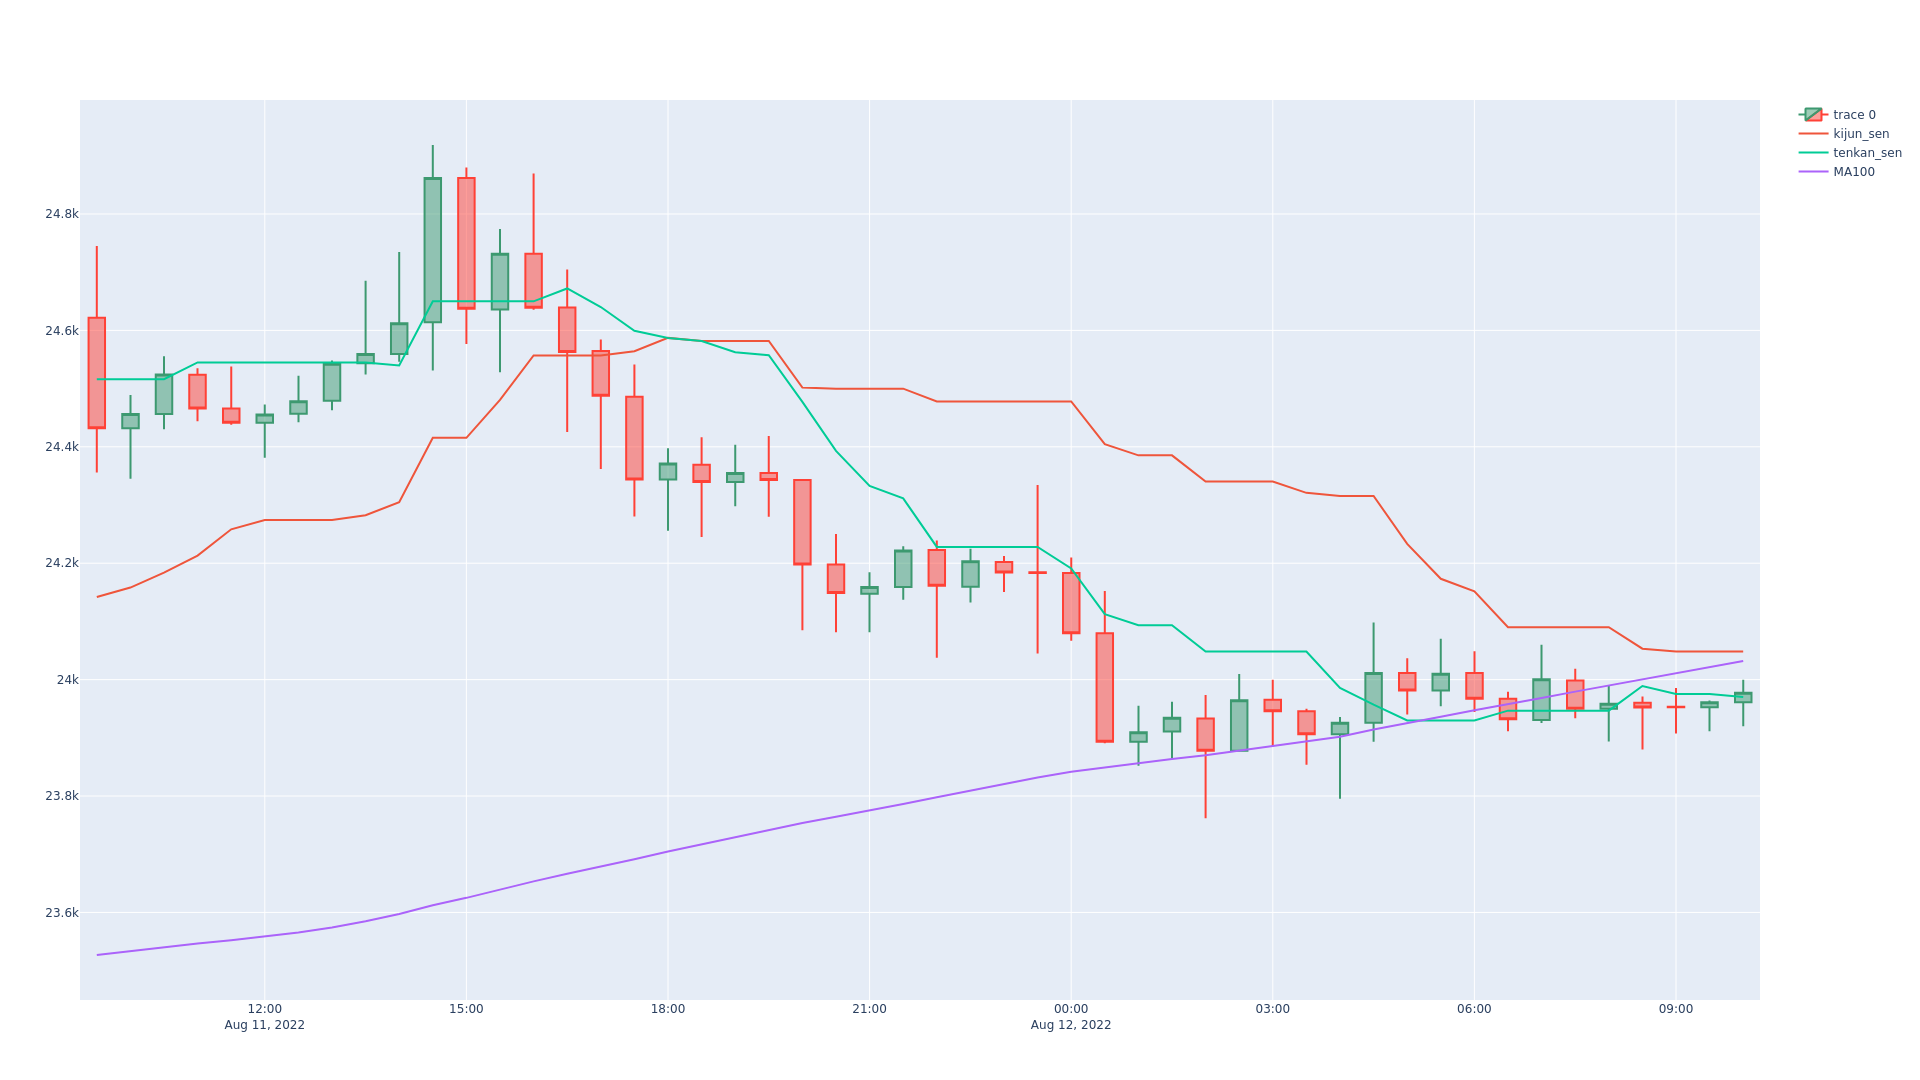 trace 0
kijun_sen
tenkan_sen
MA100
24.8k
24.6k
24.4k
24.2k
24k
23.8k
23.6k
12:00 15:00 18:00 21:00 00:00 03:00 06:00 09:00
Aug 11, 2022 Aug 12, 2022